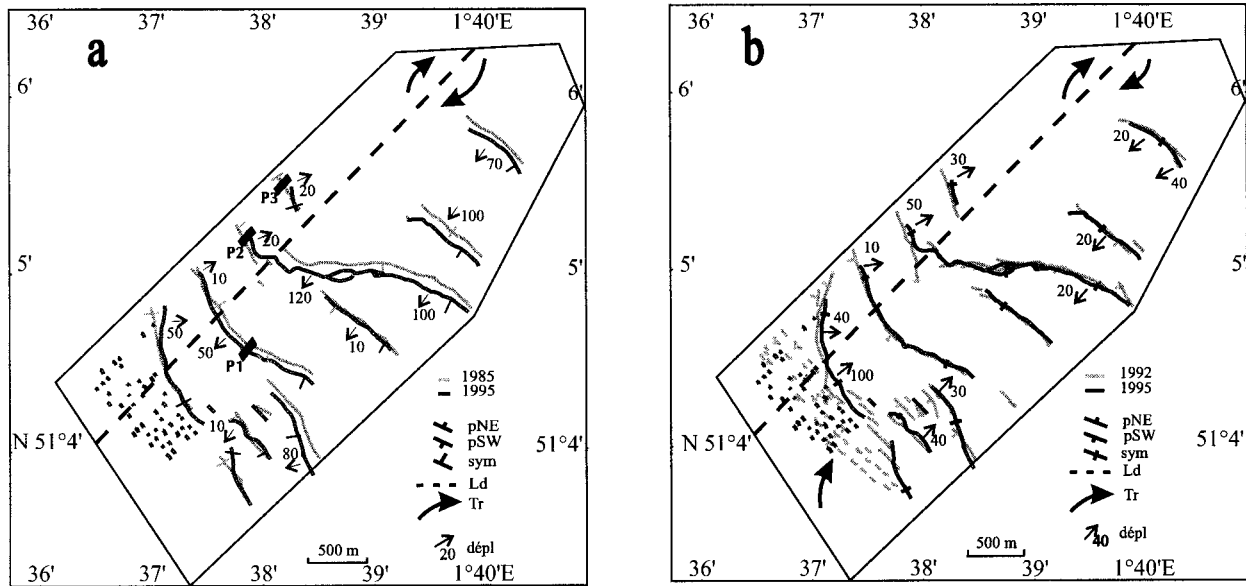 36' 37' 38' 39' 1°40'E
a
6' 6'
70
20
P3
100
P2 20
5' 5'
10 120 100
50 50 10
P1
1985
1995
N 51°4' 51°4'
10 80
pNE
pSW
sym
Ld
Tr
500 m
dépl
20
36' 37' 38' 39' 1°40'E
36' 37' 38' 39' 1°40'E
b
6' 6'
20
30 40
50
20
5' 5'
10
20
40
100 30
1992
1995
N 51°4' 51°4'
40
pNE
pSW
sym
Ld
Tr
500 m
dépl
40
36' 37' 38' 39' 1°40'E